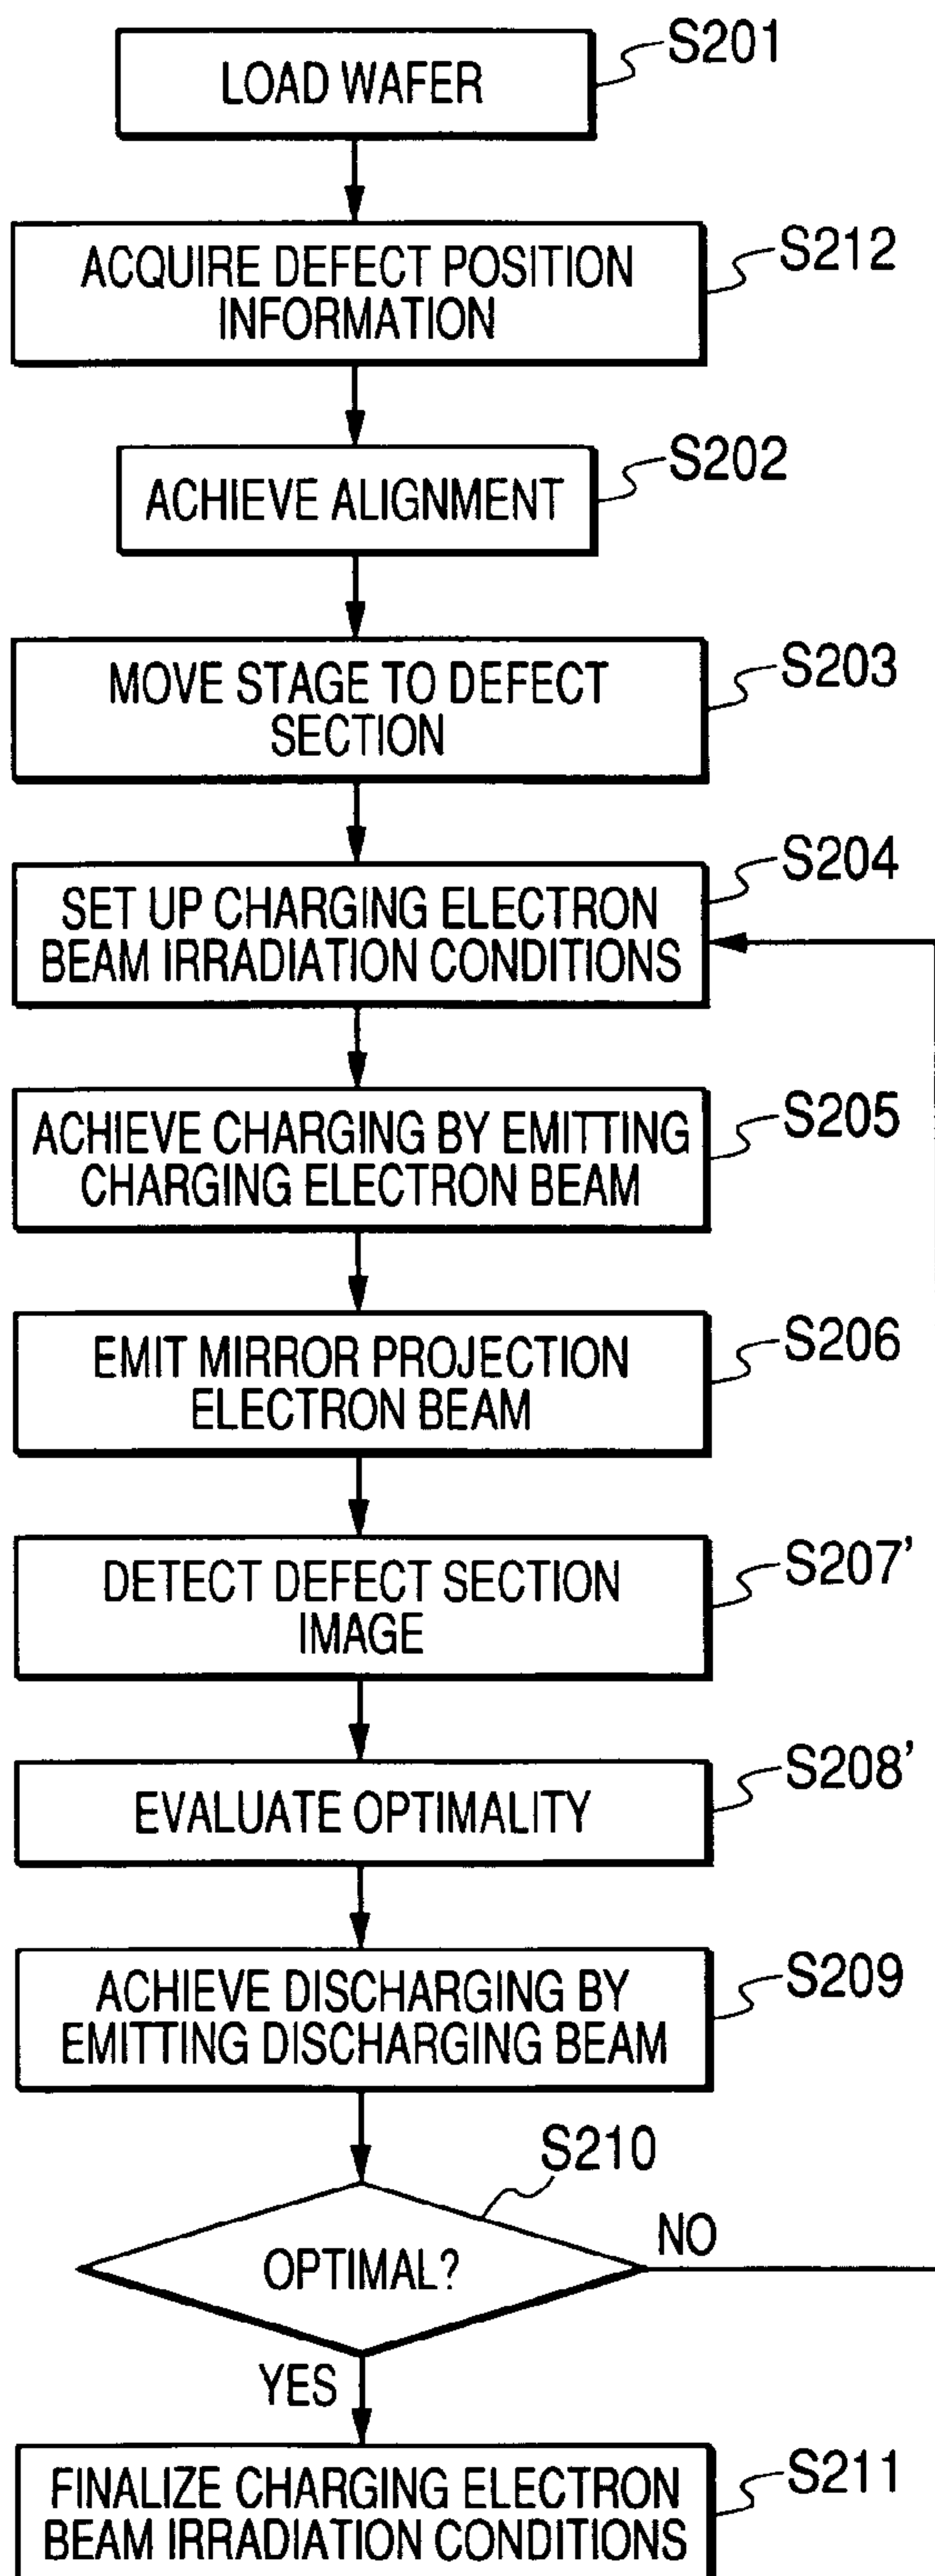 LOAD WAFER
S201
ACQUIRE DEFECT POSITION
INFORMATION
S212
ACHIEVE ALIGNMENT
S202
MOVE STAGE TO DEFECT
SECTION
S203
SET UP CHARGING ELECTRON
BEAM IRRADIATION CONDITIONS
S204
ACHIEVE CHARGING BY EMITTING
CHARGING ELECTRON BEAM
S205
EMIT MIRROR PROJECTION
ELECTRON BEAM
S206
DETECT DEFECT SECTION
IMAGE
S207'
EVALUATE OPTIMALITY
S208'
ACHIEVE DISCHARGING BY
EMITTING DISCHARGING BEAM
S209
OPTIMAL?
S210
NO
YES
FINALIZE CHARGING ELECTRON
BEAM IRRADIATION CONDITIONS
S211